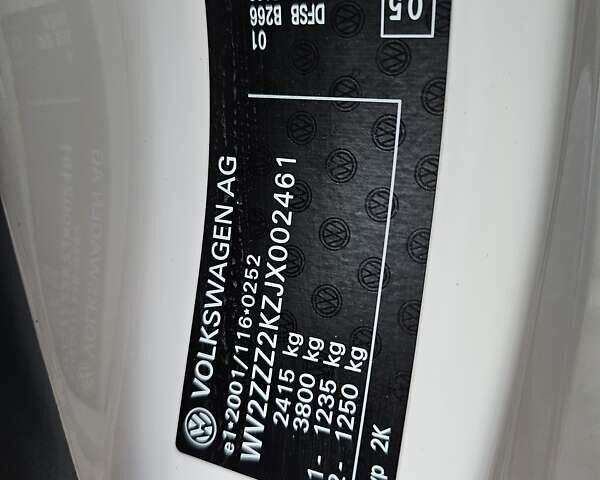 VOLKSWAGEN AG
e1*2001/116*0252
WV2ZZZ2KZJX002461
2415 kg
3800 kg
1- 1235 kg
2- 1250 kg
yp 2K
01
DFSB B266
05